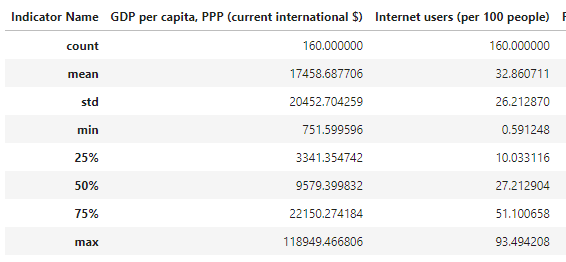 Indicator Name GDP per capita, PPP (current international $) Internet users (per 100 people)
count 160.000000 160.000000
mean 17458.687706 32.860711
std 20452.704259 26.212870
min 751.599596 0.591248
25% 3341.354742 10.033116
50% 9579.399832 27.212904
75% 22150.274184 51.100658
max 118949.466806 93.494208